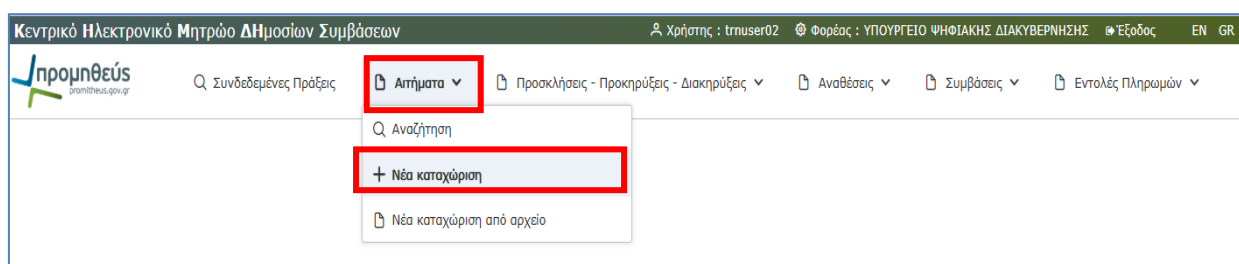 Κεντρικό Ηλεκτρονικό Μητρώο ΔΗμοσίων Συμβάσεων Χρήστης : trnuser02 Φορέας : ΥΠΟΥΡΓΕΙΟ ΨΗΦΙΑΚΗΣ ΔΙΑΚΥΒΕΡΝΗΣΗΣ Έξοδος EN GR
προμηθεύς
promitheus.gov.gr
Συνδεδεμένες Πράξεις Αιτήματα Προσκλήσεις - Προκηρύξεις - Διακηρύξεις Αναθέσεις Συμβάσεις Εντολές Πληρωμών
Αναζήτηση
Νέα καταχώριση
Νέα καταχώριση από αρχείο